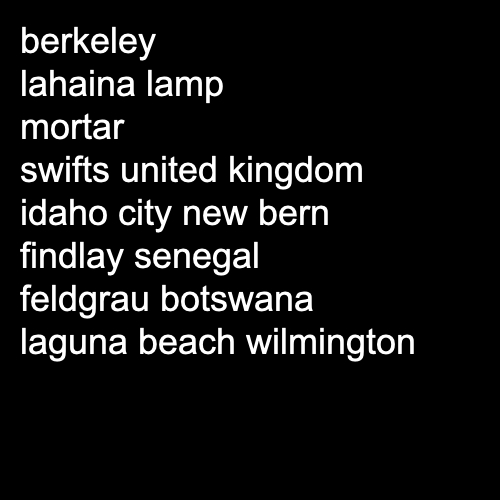 berkeley
lahaina lamp
mortar
swifts united kingdom
idaho city new bern
findlay senegal
feldgrau botswana
laguna beach wilmington